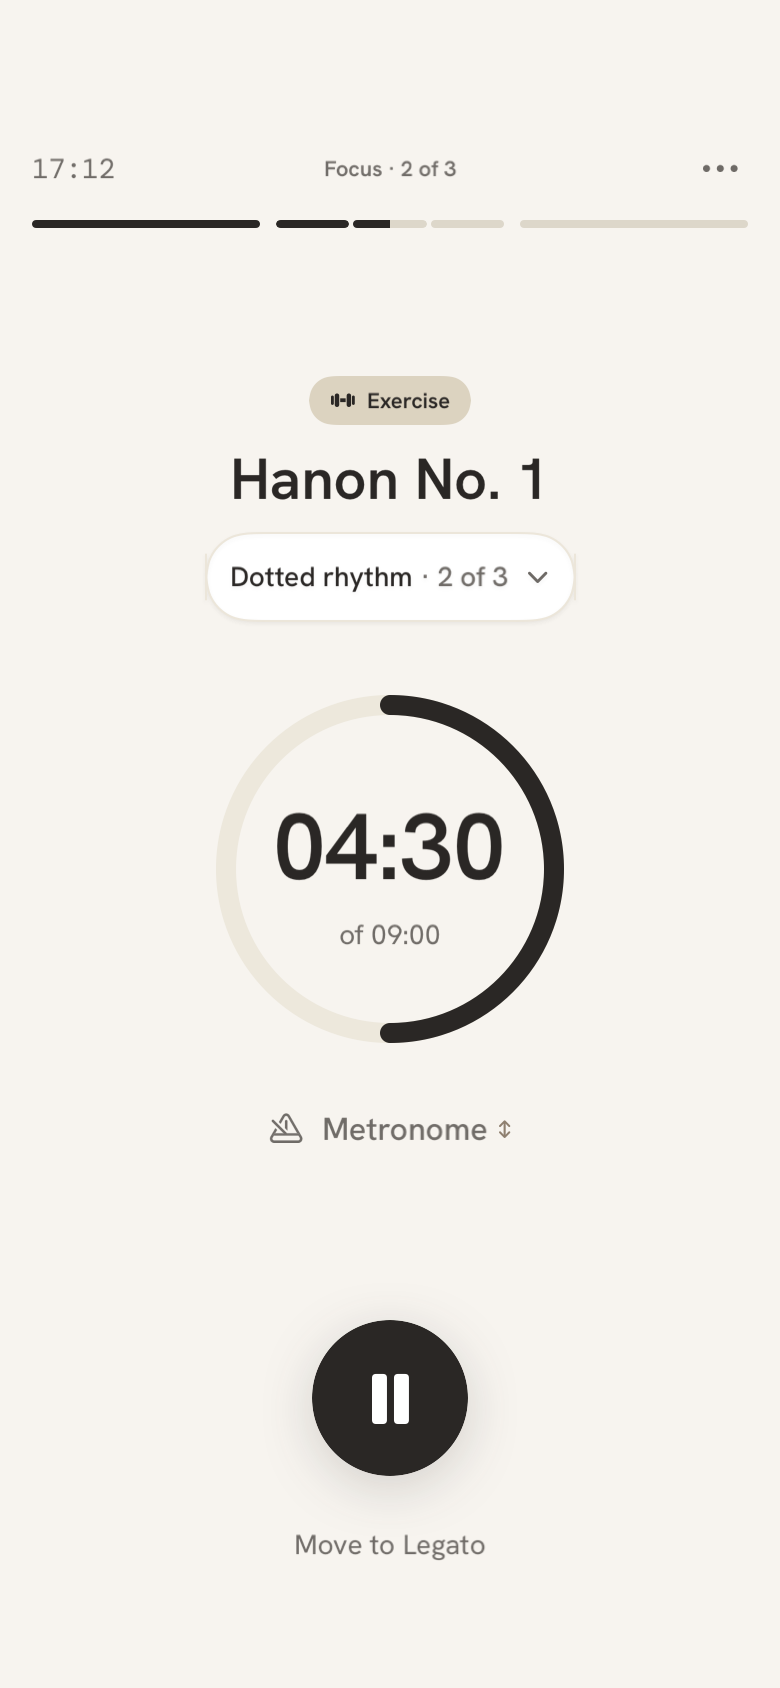 17:12
Focus · 2 of 3
Exercise
Hanon No. 1
Dotted rhythm · 2 of 3
04:30
of 09:00
Metronome
Move to Legato